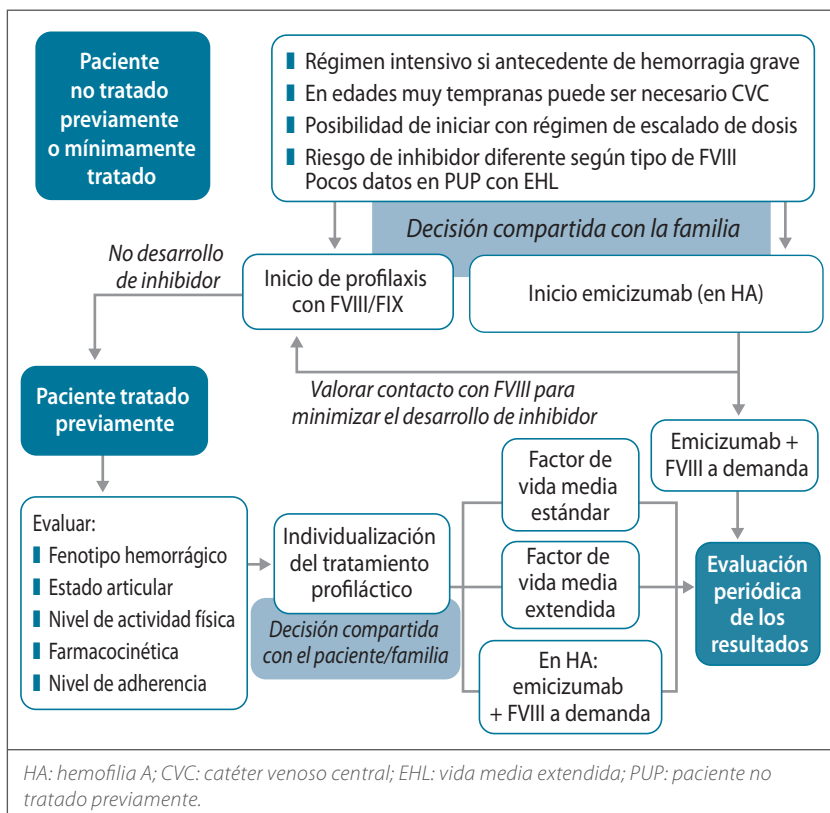 Paciente
no tratado
previamente
o mínimamente
tratado
Régimen intensivo si antecedente de hemorragia grave
En edades muy tempranas puede ser necesario CVC
Posibilidad de iniciar con régimen de escalado de dosis
Riesgo de inhibidor diferente según tipo de FVIII
Pocos datos en PUP con EHL
Decisión compartida con la familia
No desarrollo
de inhibidor
Inicio de profilaxis
con FVIII/FIX
Inicio emicizumab (en HA)
Valorar contacto con FVIII para
minimizar el desarrollo de inhibidor
Paciente tratado
previamente
Emicizumab +
FVIII a demanda
Evaluar:
Fenotipo hemorrágico
Estado articular
Nivel de actividad física
Farmacocinética
Nivel de adherencia
Individualización
del tratamiento
profiláctico
Decisión compartida
con el paciente/familia
Factor de
vida media
estándar
Factor de
vida media
extendida
En HA:
emicizumab
+ FVIII a demanda
Evaluación
periódica
de los
resultados
HA: hemofilia A; CVC: catéter venoso central; EHL: vida media extendida; PUP: paciente no
tratado previamente.